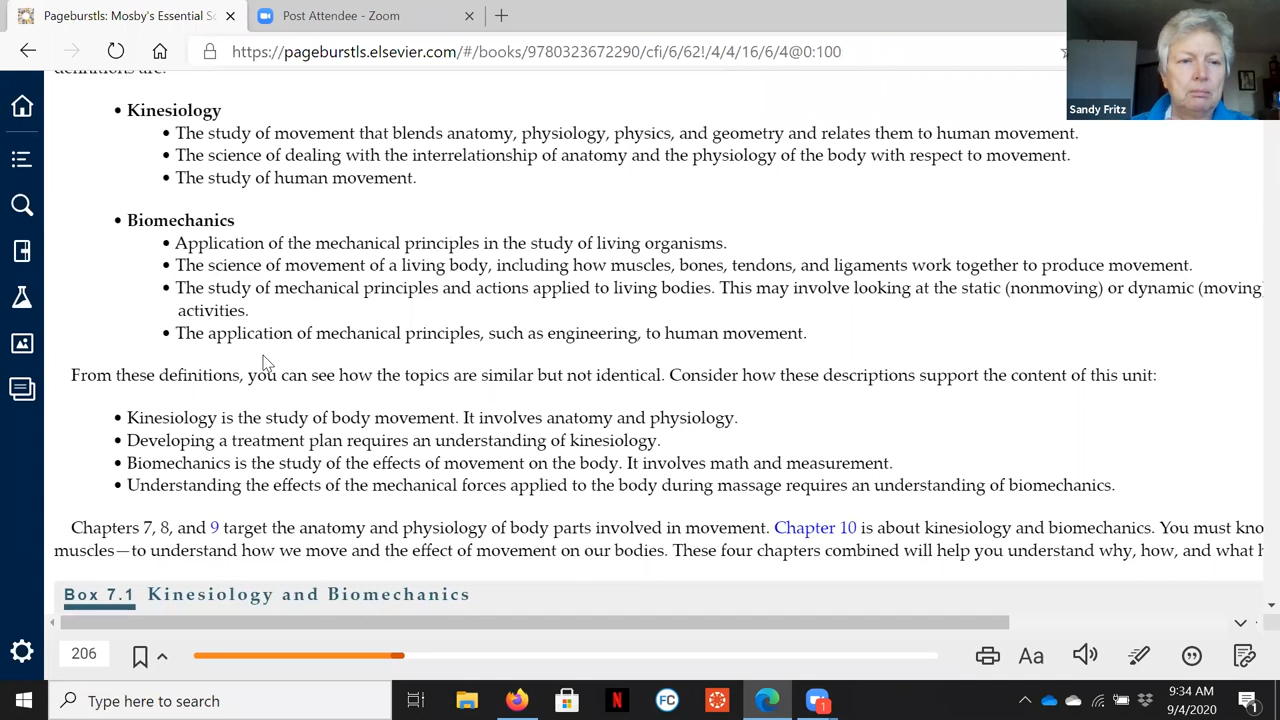 Pageburstls: Mosby's Essential Sc
Post Attendee - Zoom
https://pageburstls.elsevier.com/#/books/9780323672290/cfi/6/62!/4/4/16/6/4@0:100
Sandy Fritz
definitions are:
• Kinesiology
• The study of movement that blends anatomy, physiology, physics, and geometry and relates them to human movement.
• The science of dealing with the interrelationship of anatomy and the physiology of the body with respect to movement.
• The study of human movement.
• Biomechanics
• Application of the mechanical principles in the study of living organisms.
• The science of movement of a living body, including how muscles, bones, tendons, and ligaments work together to produce movement.
• The study of mechanical principles and actions applied to living bodies. This may involve looking at the static (nonmoving) or dynamic (moving)
activities.
• The application of mechanical principles, such as engineering, to human movement.
From these definitions, you can see how the topics are similar but not identical. Consider how these descriptions support the content of this unit:
• Kinesiology is the study of body movement. It involves anatomy and physiology.
• Developing a treatment plan requires an understanding of kinesiology.
• Biomechanics is the study of the effects of movement on the body. It involves math and measurement.
• Understanding the effects of the mechanical forces applied to the body during massage requires an understanding of biomechanics.
Chapters 7, 8, and 9 target the anatomy and physiology of body parts involved in movement. Chapter 10 is about kinesiology and biomechanics. You must kno
muscles—to understand how we move and the effect of movement on our bodies. These four chapters combined will help you understand why, how, and what h
Box 7.1 Kinesiology and Biomechanics
206
Aa
Type here to search
N
FC
1
9:34 AM
9/4/2020
1